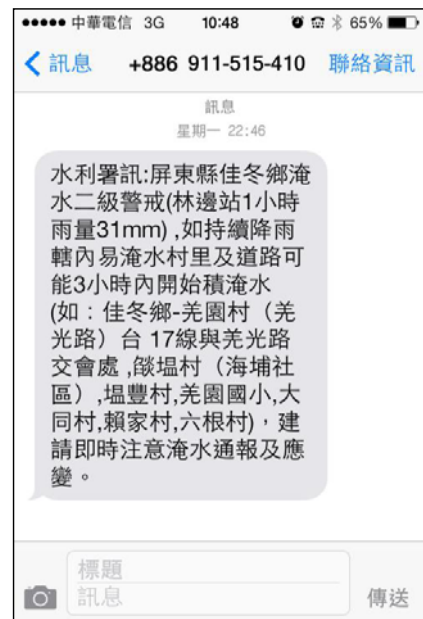 中華電信 3G 10:48 65%
訊息 +886 911-515-410 聯絡資訊
訊息
星期一 22:46
水利署訊:屏東縣佳冬鄉淹
水二級警戒(林邊站1小時
雨量31mm) ,如持續降雨
轄內易淹水村里及道路可
能3小時內開始積淹水
(如：佳冬鄉-羌園村（羌
光路）台 17線與羌光路
交會處 ,燄塭村（海埔社
區）,塭豐村,羌園國小,大
同村,賴家村,六根村)，建
請即時注意淹水通報及應
變。
標題
訊息
傳送